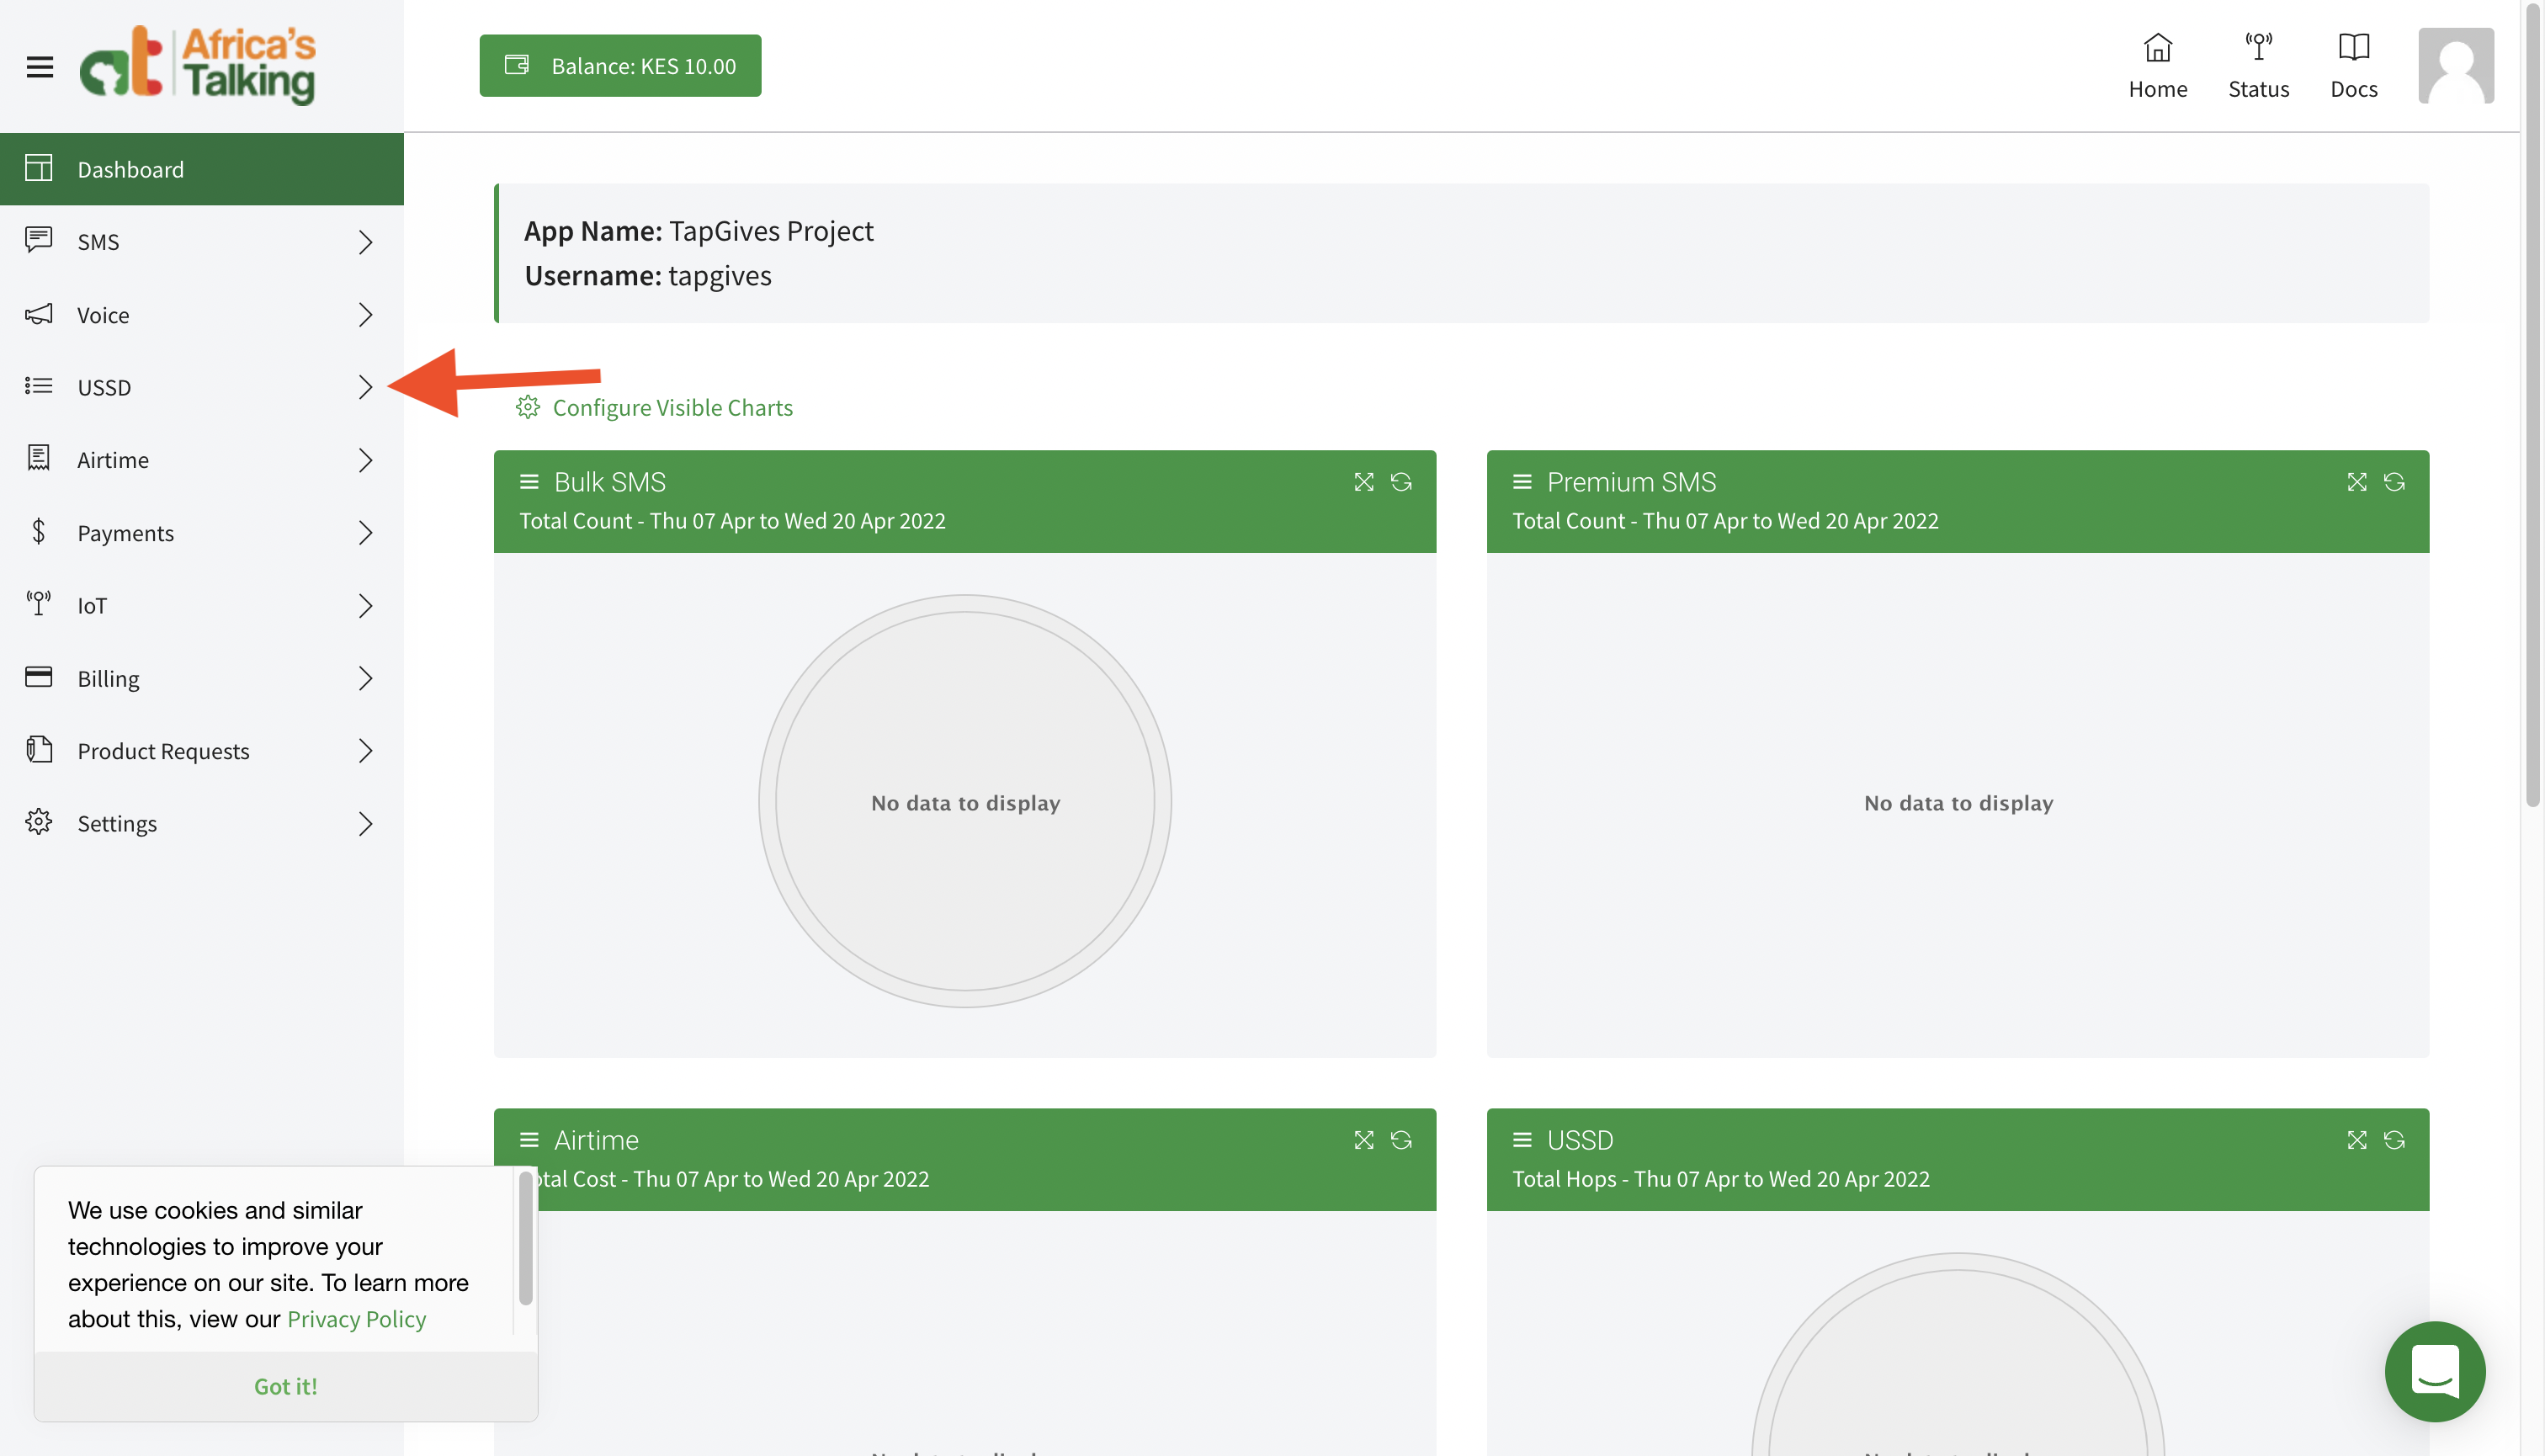 Africa's
Talking
Balance: KES 10.00
Home
Status
Docs
Dashboard
SMS
Voice
USSD
Airtime
Payments
IoT
Billing
Product Requests
Settings
App Name: TapGives Project
Username: tapgives
Configure Visible Charts
Bulk SMS
Total Count - Thu 07 Apr to Wed 20 Apr 2022
No data to display
Premium SMS
Total Count - Thu 07 Apr to Wed 20 Apr 2022
No data to display
Airtime
Cost - Thu 07 Apr to Wed 20 Apr 2022
USSD
Total Hops - Thu 07 Apr to Wed 20 Apr 2022
We use cookies and similar
technologies to improve your
experience on our site. To learn more
about this, view our Privacy Policy
Got it!